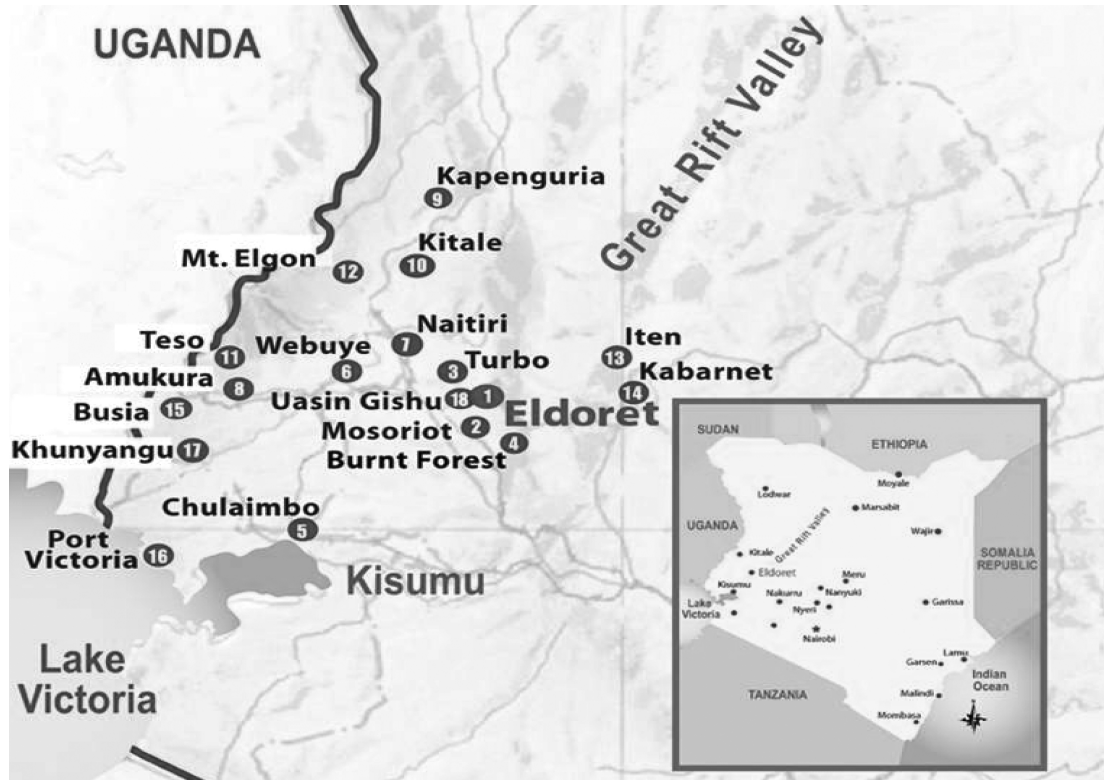 UGANDA
Great Rift Valley
Kapenguria
9
Kitale
10
Mt. Elgon
12
Naitiri
7
Teso
11
Webuye
6
Turbo
3
Iten
13
Amukura
8
Kabarnet
14
Busia
15
Uasin Gishu
18
1
Eldoret
Mosoriot
2
Khunyangu
17
Burnt Forest
4
Chulaimbo
5
Port
Victoria
16
Kisumu
Lake
Victoria
SUDAN
ETHIOPIA
Moyale
Lodwar
Marsabit
UGANDA
Great Rift Valley
Wajir
SOMALIA
REPUBLIC
Kitale
Eldoret
Meru
Kisumu
Nakurru
Nanyuki
Nyeri
Garissa
Lake
Victoria
Nairobi
Lamu
Garsen
Indian
Ocean
TANZANIA
Malindi
Mombasa